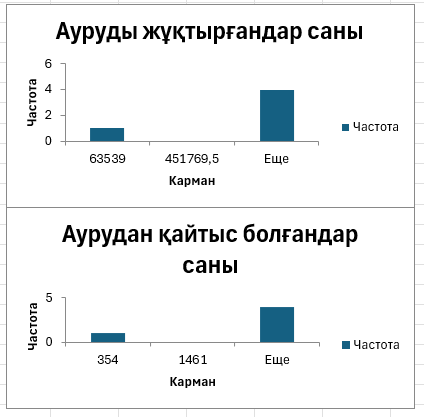 Ауруды жұқтырғандар саны
6
4
2
0
Частота
63539 451769,5 Еще
Карман
Частота
Аурудан қайтыс болғандар
саны
5
0
Частота
354 1461 Еще
Карман
Частота